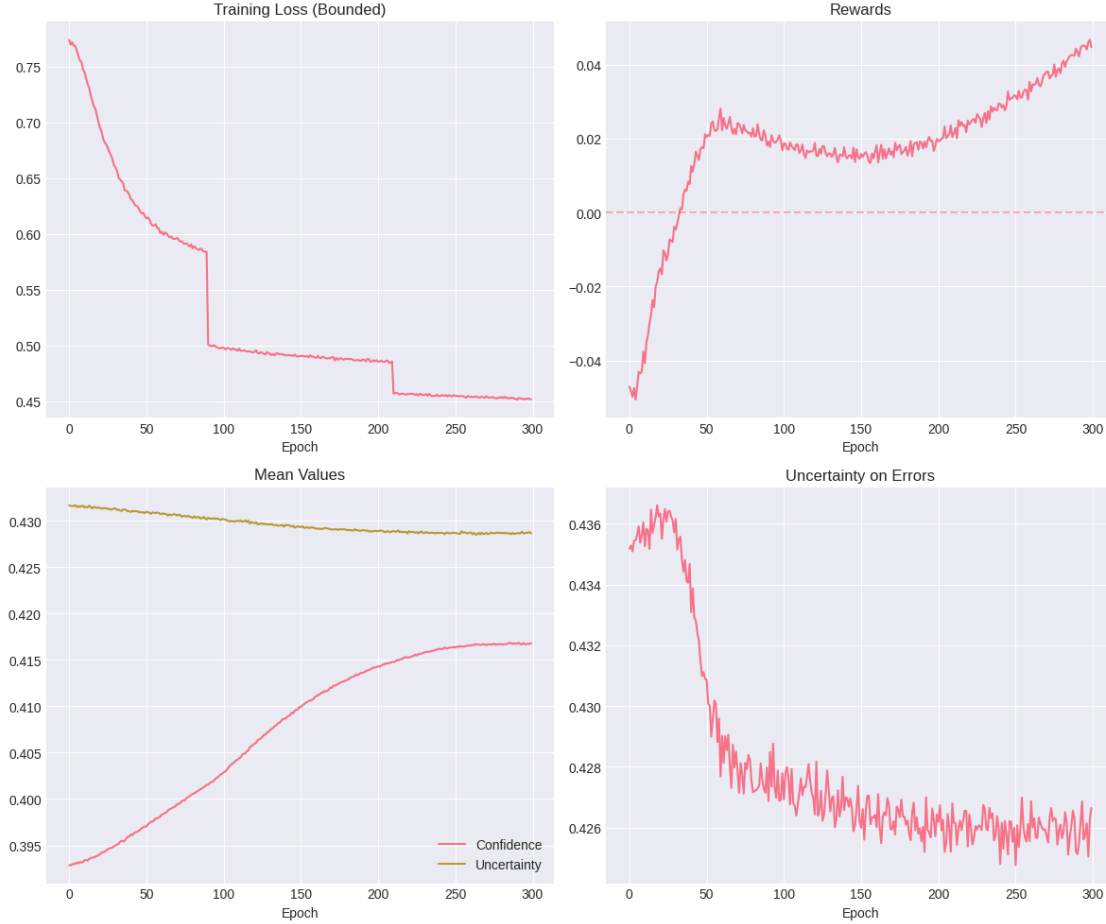 Training Loss (Bounded)
0.75
0.70
0.65
0.60
0.55
0.50
0.45
0 50 100 150 200 250 300
Epoch
Rewards
0.04
0.02
0.00
−0.02
−0.04
0 50 100 150 200 250 300
Epoch
Mean Values
0.430
0.425
0.420
0.415
0.410
0.405
0.400
0.395
Confidence
Uncertainty
0 50 100 150 200 250 300
Epoch
Uncertainty on Errors
0.436
0.434
0.432
0.430
0.428
0.426
0 50 100 150 200 250 300
Epoch